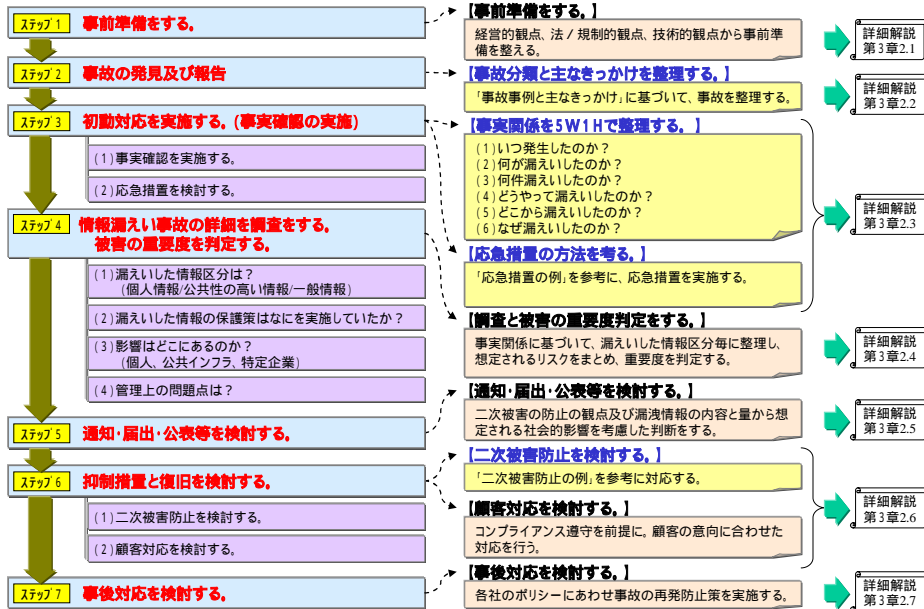 ステップ1 事前準備をする。
ステップ2 事故の発見及び報告
ステップ3 初動対応を実施する。(事実確認の実施)
(1)事実確認を実施する。
(2)応急措置を検討する。
ステップ4 情報漏えい事故の詳細を調査をする。
被害の重要度を判定する。
(1)漏えいした情報区分は?
(個人情報/公共性の高い情報/一般情報)
(2)漏えいした情報の保護策はなにを実施していたか?
(3)影響はどこにあるのか?
(個人、公共インフラ、特定企業)
(4)管理上の問題点は?
ステップ5 通知・届出・公表等を検討する。
ステップ6 抑制措置と復旧を検討する。
(1)二次被害防止を検討する。
(2)顧客対応を検討する。
ステップ7 事後対応を検討する。
【事前準備をする。】
経営的観点、法/規制的観点、技術的観点から事前準
備を整える。
【事故分類と主なきっかけを整理する。】
「事故事例と主なきっかけ」に基づいて、事故を整理する。
【事実関係を5W1Hで整理する。】
(1)いつ発生したのか?
(2)何が漏えいしたのか?
(3)何件漏えいしたのか?
(4)どうやって漏えいしたのか?
(5)どこから漏えいしたのか?
(6)なぜ漏えいしたのか?
【応急措置の方法を考る。】
「応急措置の例」を参考に、応急措置を実施する。
【調査と被害の重要度判定をする。】
事実関係に基づいて、漏えいした情報区分毎に整理し、
想定されるリスクをまとめ、重要度を判定する。
【通知・届出・公表等を検討する。】
二次被害の防止の観点及び漏洩情報の内容と量から想
定される社会的影響を考慮した判断をする。
【二次被害防止を検討する。】
「二次被害防止の例」を参考に対応する。
【顧客対応を検討する。】
コンプライアンス遵守を前提に。顧客の意向に合わせた
対応を行う。
【事後対応を検討する。】
各社のポリシーにあわせ事故の再発防止策を実施する。
詳細解説
第3章2.1
詳細解説
第3章2.2
詳細解説
第3章2.3
詳細解説
第3章2.4
詳細解説
第3章2.5
詳細解説
第3章2.6
詳細解説
第3章2.7